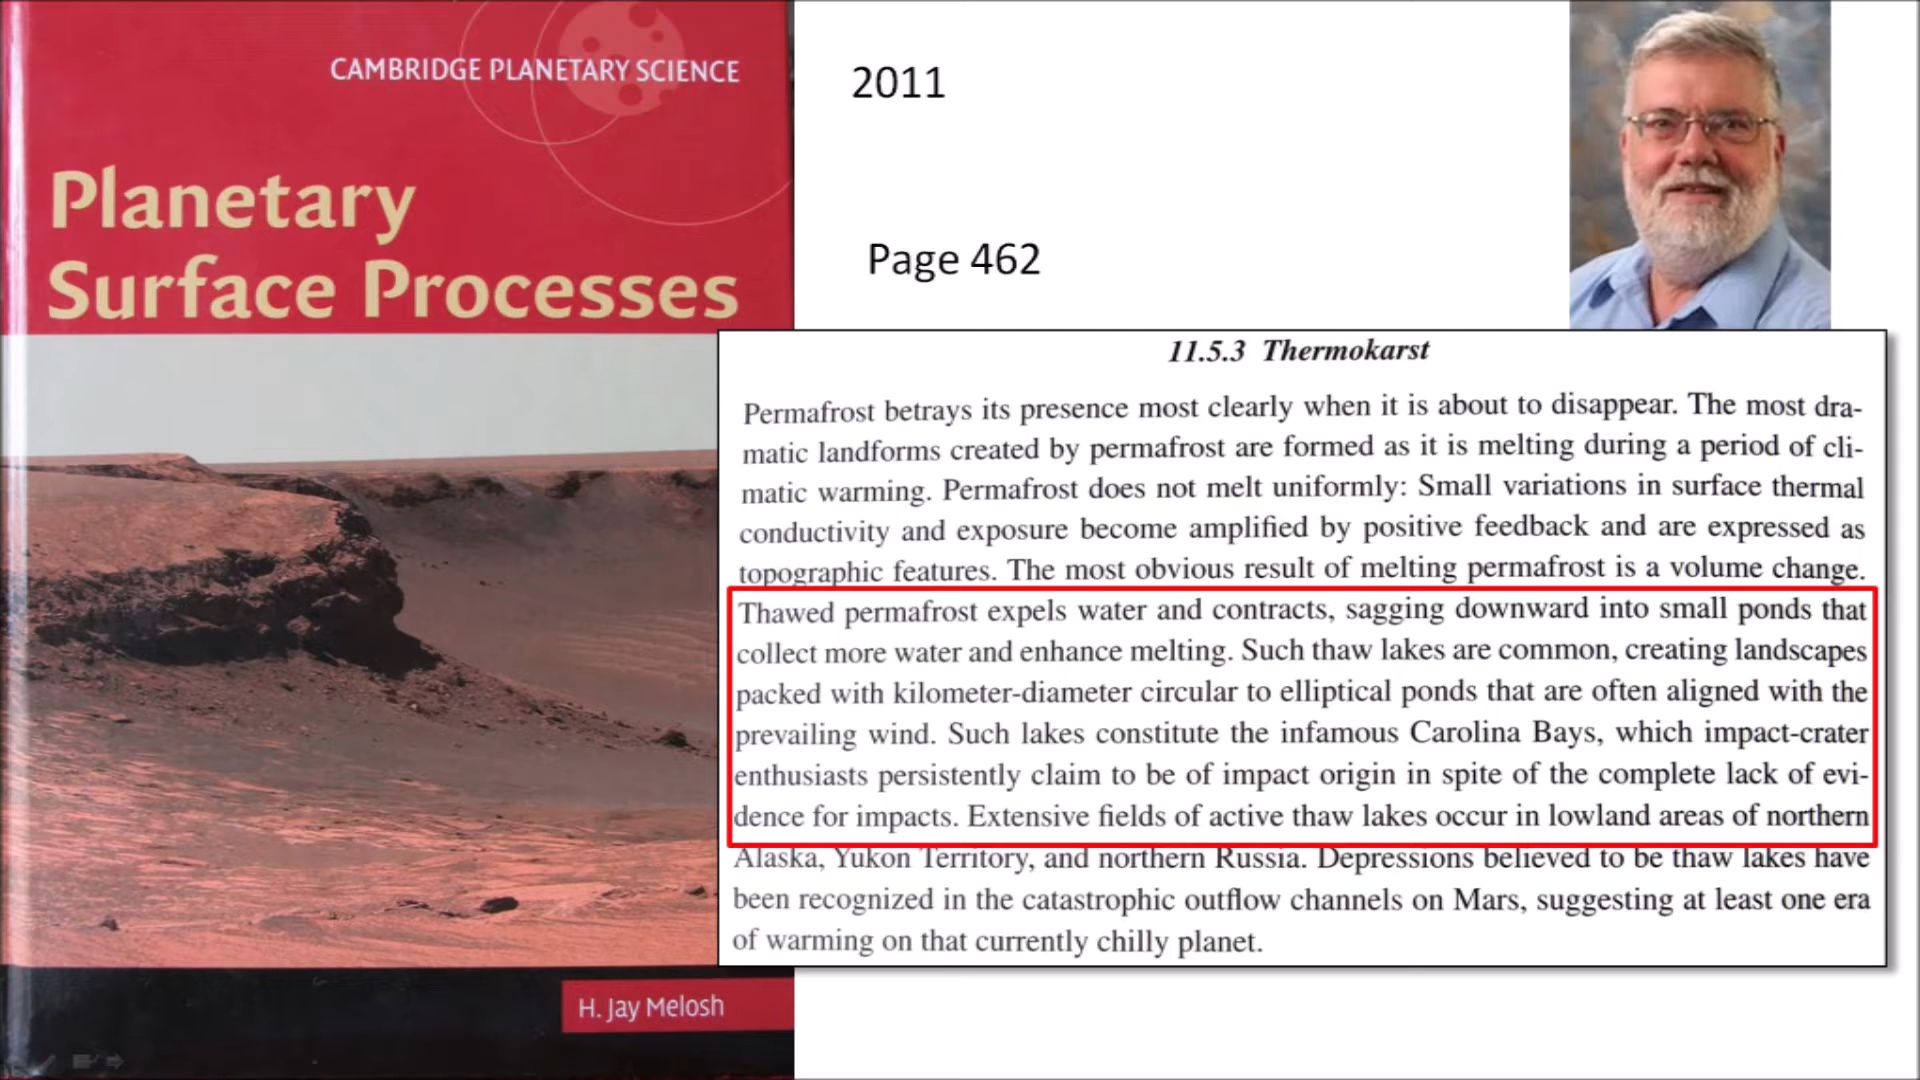 CAMBRIDGE PLANETARY SCIENCE
Planetary
Surface Processes
H. Jay Melosh
2011
Page 462
11.5.3 Thermokarst
Permafrost betrays its presence most clearly when it is about to disappear. The most dra-
matic landforms created by permafrost are formed as it is melting during a period of cli-
matic warming. Permafrost does not melt uniformly: Small variations in surface thermal
conductivity and exposure become amplified by positive feedback and are expressed as
topographic features. The most obvious result of melting permafrost is a volume change.
Thawed permafrost expels water and contracts, sagging downward into small ponds that
collect more water and enhance melting. Such thaw lakes are common, creating landscapes
packed with kilometer-diameter circular to elliptical ponds that are often aligned with the
prevailing wind. Such lakes constitute the infamous Carolina Bays, which impact-crater
enthusiasts persistently claim to be of impact origin in spite of the complete lack of evi-
dence for impacts. Extensive fields of active thaw lakes occur in lowland areas of northern
Alaska, Yukon Territory, and northern Russia. Depressions believed to be thaw lakes have
been recognized in the catastrophic outflow channels on Mars, suggesting at least one era
of warming on that currently chilly planet.